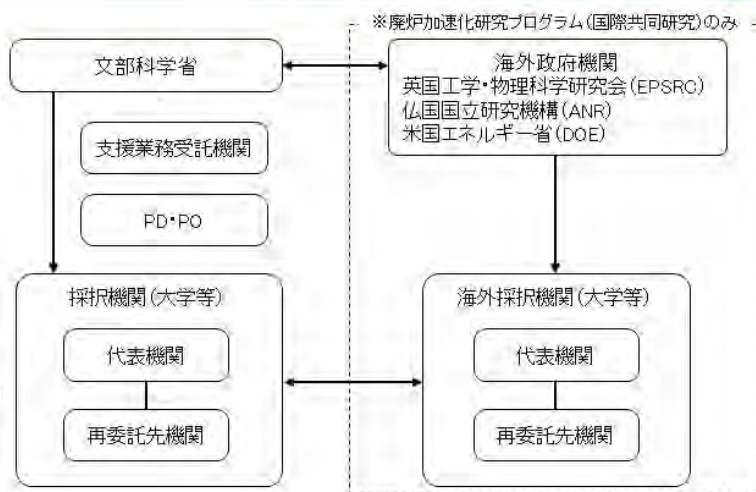 ※廃炉加速化研究プログラム(国際共同研究)のみ
文部科学省
海外政府機関
英国工学・物理科学研究会(EPSRC)
仏国国立研究機構(ANR)
米国エネルギー省(DOE)
支援業務受託機関
PD・PO
採択機関(大学等)
代表機関
再委託先機関
海外採択機関(大学等)
代表機関
再委託先機関